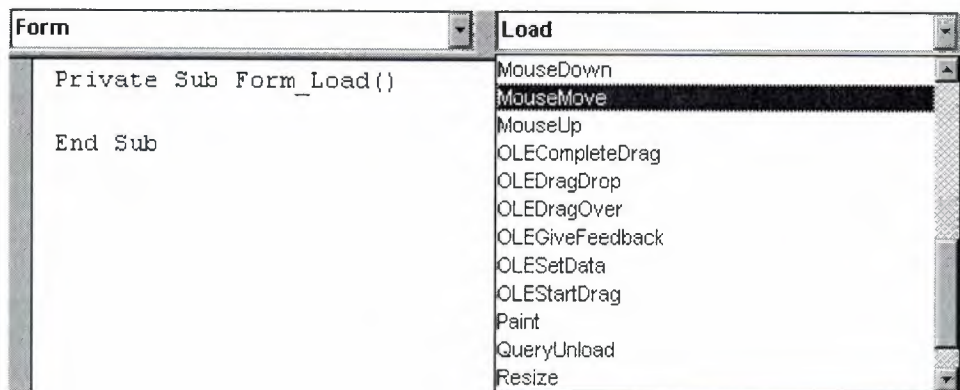 Form
Load
Private Sub Form_Load()
End Sub
MouseDown
MouseMove
MouseUp
OLECompleteDrag
OLEDragDrop
OLEDragOver
OLEGiveFeedback
OLESetData
OLEStartDrag
Paint
QueryUnload
Resize